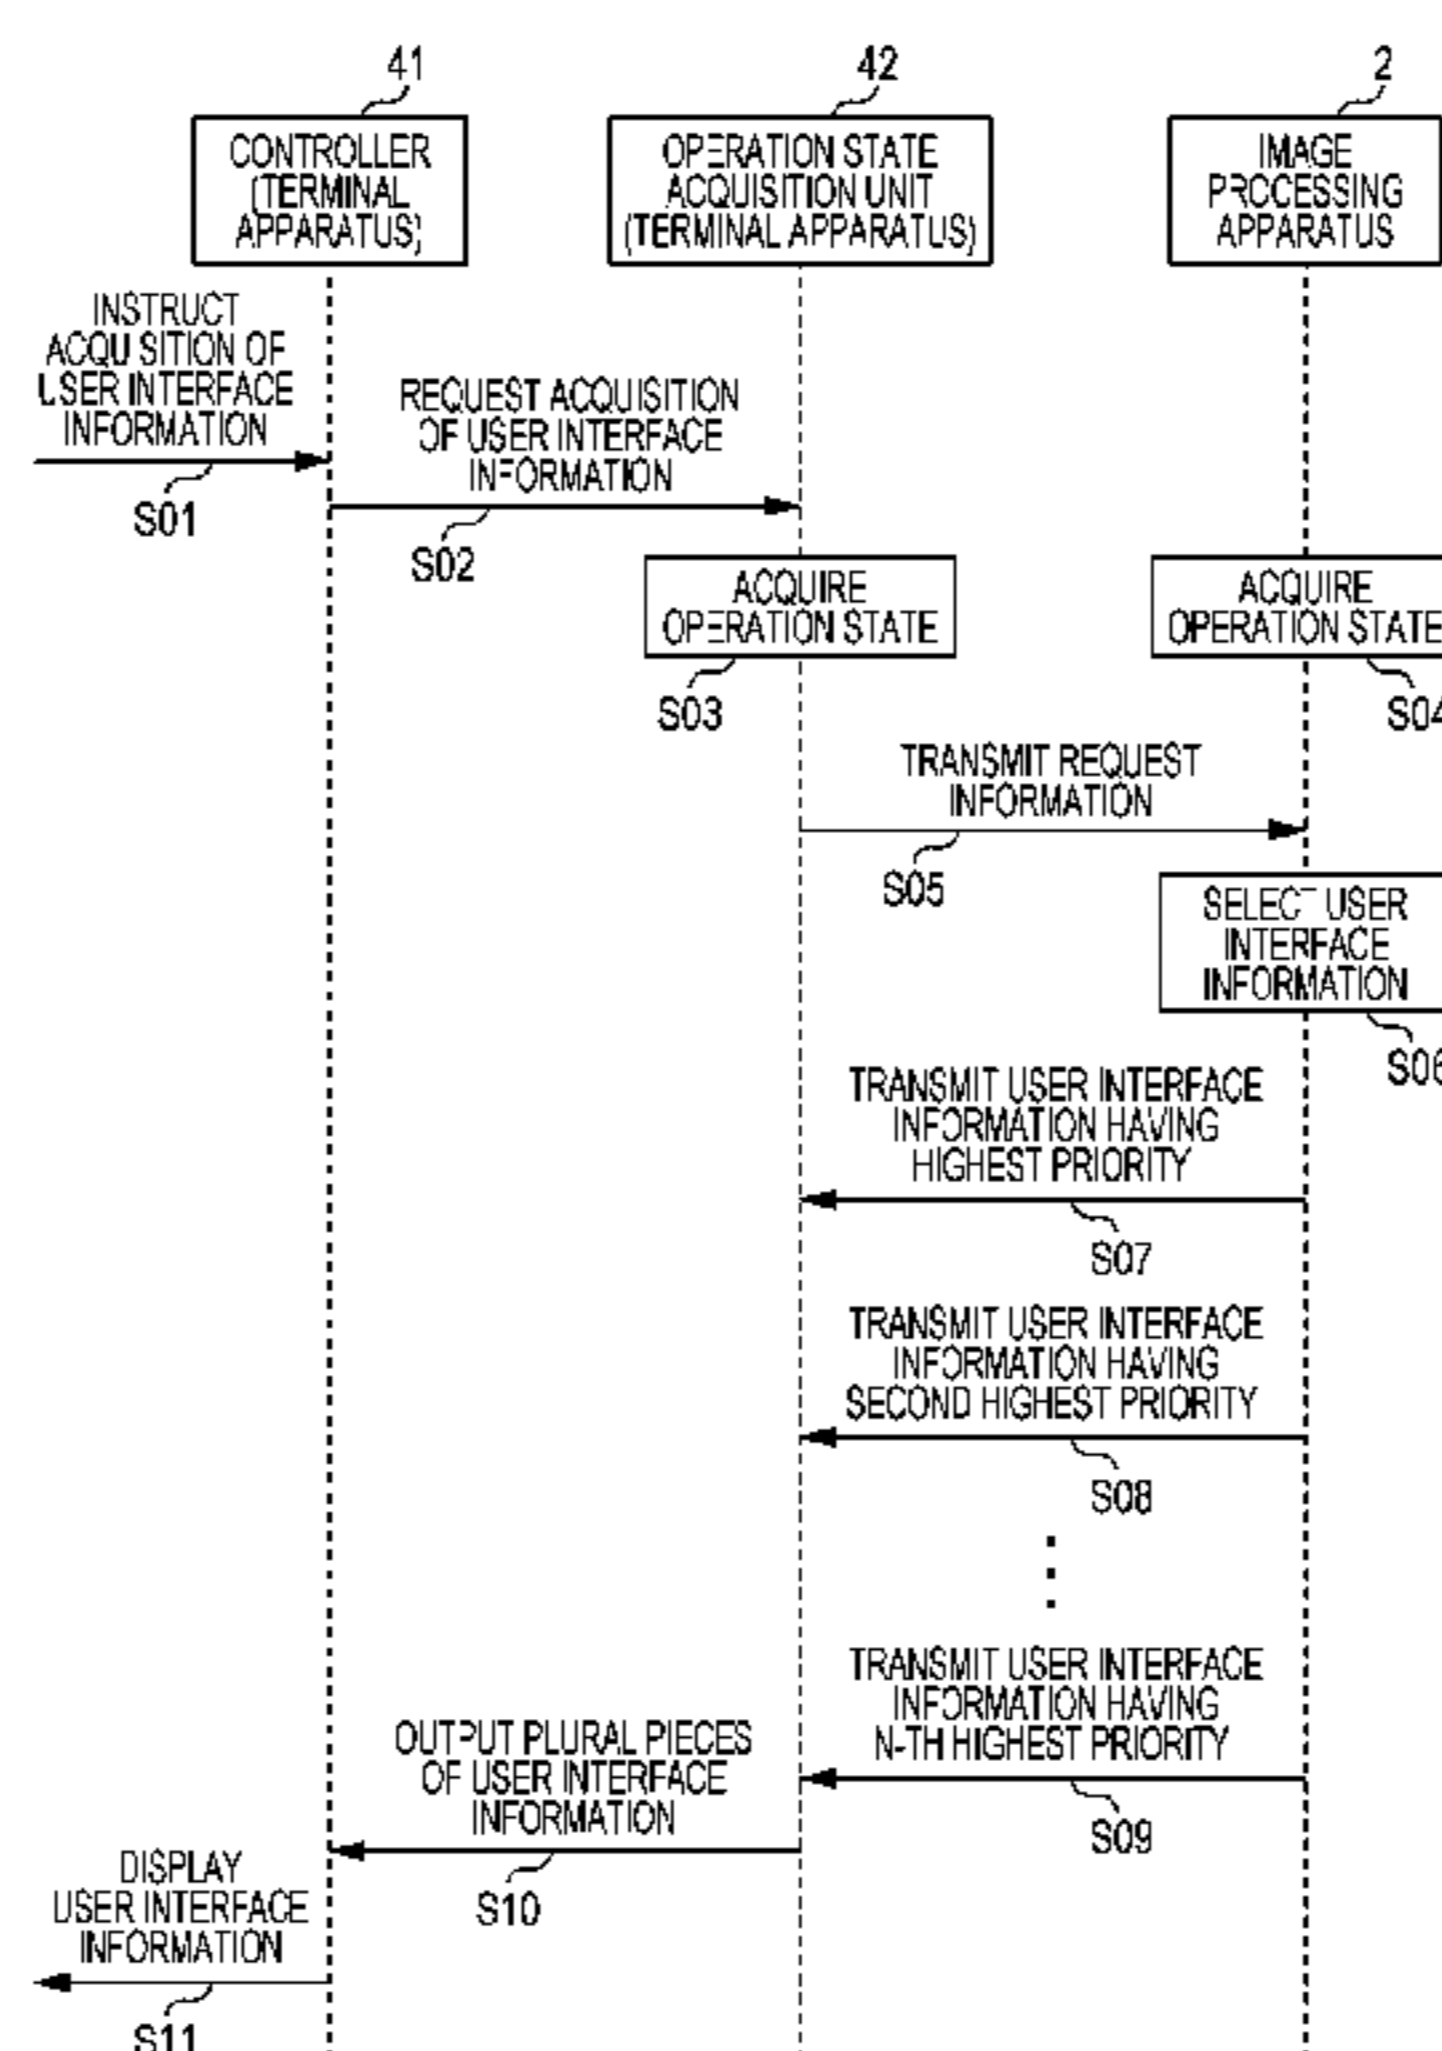 41
42
2
CONTROLLER
(TERMINAL
APPARATUS)
OPERATION STATE
ACQUISITION UNIT
(TERMINAL APPARATUS)
IMAGE
PROCESSING
APPARATUS
INSTRUCT
ACQUISITION OF
USER INTERFACE
INFORMATION
S01
REQUEST ACQUISITION
OF USER INTERFACE
INFORMATION
S02
ACQUIRE
OPERATION STATE
S03
ACQUIRE
OPERATION STATE
S04
TRANSMIT REQUEST
INFORMATION
S05
SELECT USER
INTERFACE
INFORMATION
S06
TRANSMIT USER INTERFACE
INFORMATION HAVING
HIGHEST PRIORITY
S07
TRANSMIT USER INTERFACE
INFORMATION HAVING
SECOND HIGHEST PRIORITY
S08
TRANSMIT USER INTERFACE
INFORMATION HAVING
N-TH HIGHEST PRIORITY
S09
OUTPUT PLURAL PIECES
OF USER INTERFACE
INFORMATION
S10
DISPLAY
USER INTERFACE
INFORMATION
S11